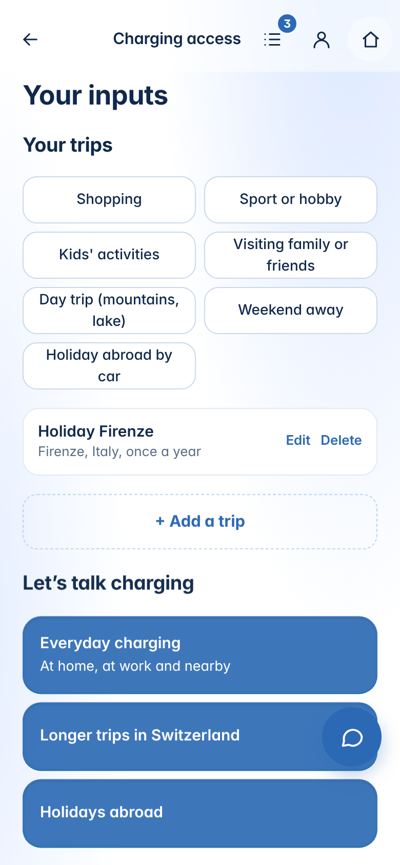 Charging access
3
Your inputs
Your trips
Shopping
Sport or hobby
Kids' activities
Visiting family or
friends
Day trip (mountains,
lake)
Weekend away
Holiday abroad by
car
Holiday Firenze
Firenze, Italy, once a year
Edit
Delete
+ Add a trip
Let's talk charging
Everyday charging
At home, at work and nearby
Longer trips in Switzerland
Holidays abroad